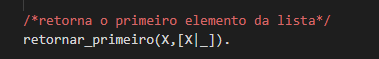 /*retorna o primeiro elemento da lista*/
retornar_primeiro(X,[X|_]).